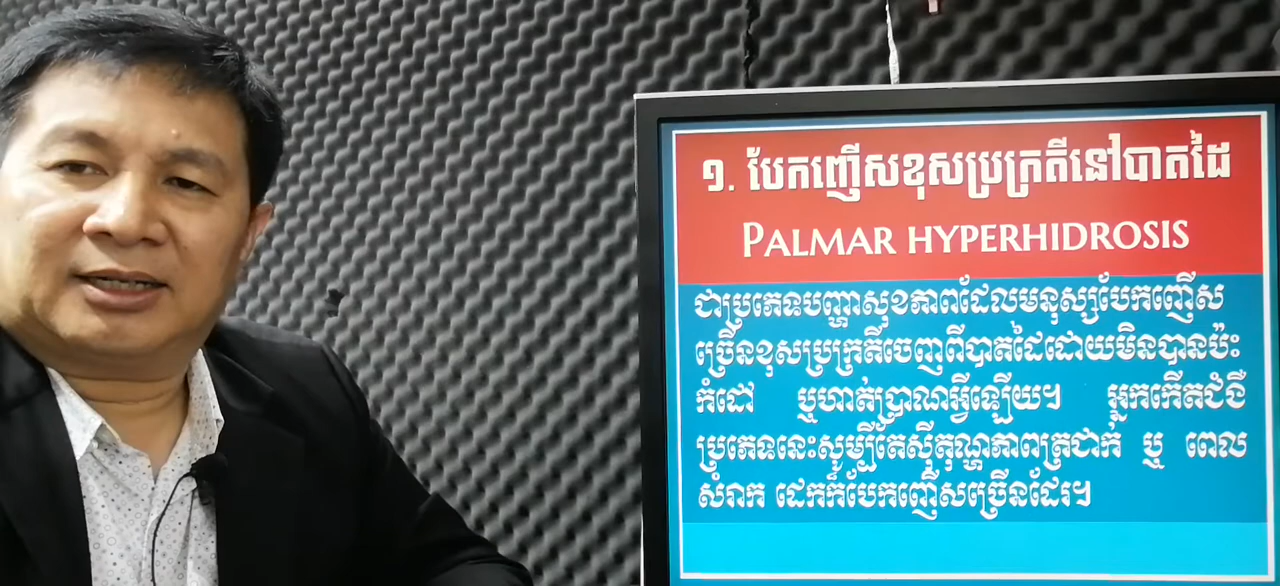 ១. បែកញើសខុសប្រក្រតីនៅបាតដៃ
PALMAR HYPERHIDROSIS
ជាប្រភេទបញ្ហាសុខភាពដែលមនុស្សបែកញើស
ច្រើនខុសប្រក្រតីចេញពីបាតដៃដោយមិនបានប៉ះ
កំដៅ ឬហាត់ប្រាណអ្វីឡើយ។ អ្នកកើតជំងឺ
ប្រភេទនេះសូម្បីតែស៊ីតុណ្ហភាពត្រជាក់ ឬ ពេល
សំរាក ដេកក៏បែកញើសច្រើនដែរ។